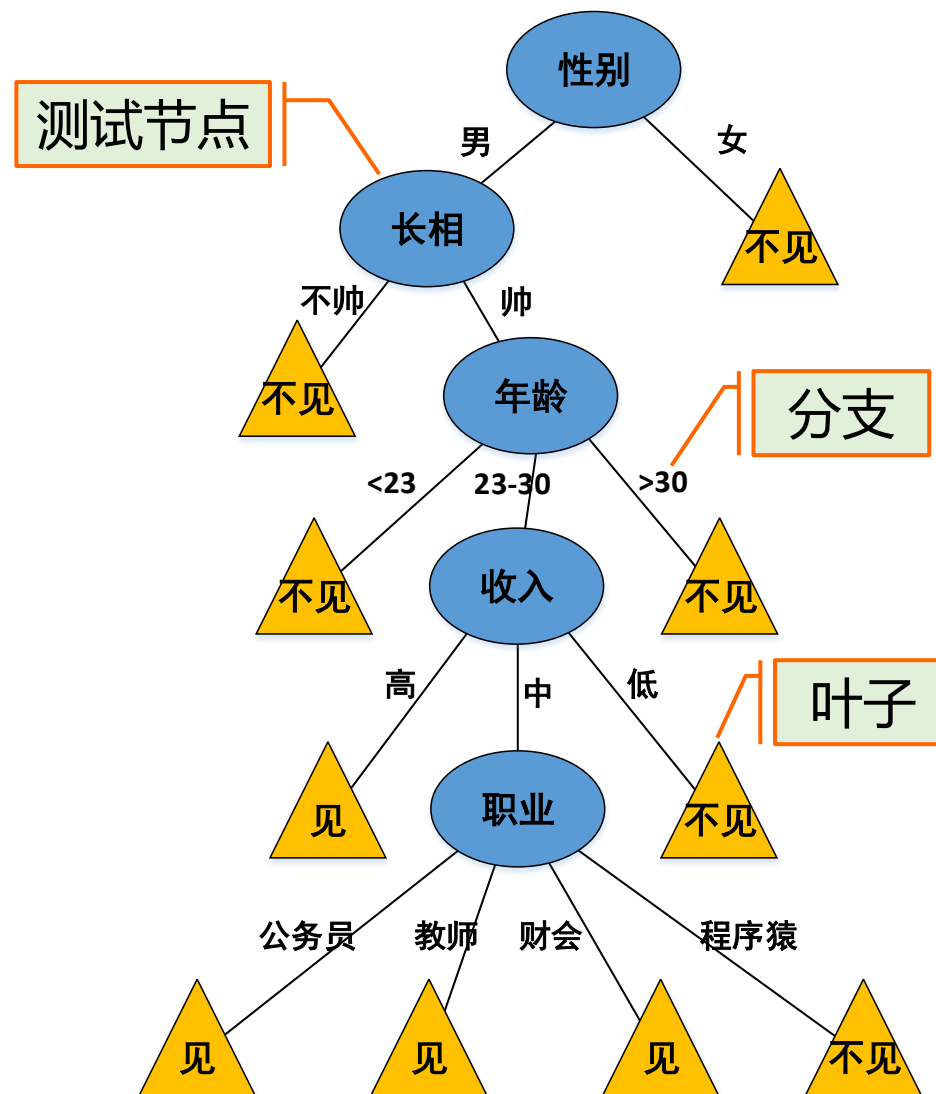 性别
测试节点
男
女
长相
不见
不帅
帅
不见
年龄
分支
<23
23-30
>30
不见
收入
不见
高
中
低
叶子
见
职业
不见
公务员
教师
财会
程序猿
见
见
见
不见